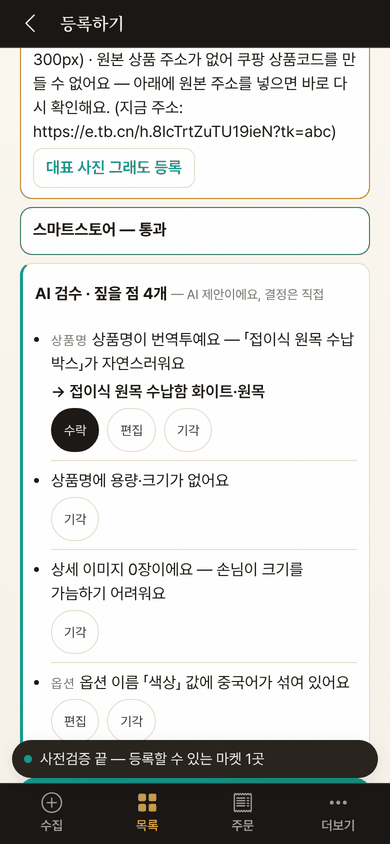 등록하기
300px) · 원본 상품 주소가 없어 쿠팡 상품코드를 만
들 수 없어요 — 아래에 원본 주소를 넣으면 바로 다
시 확인해요. (지금 주소:
https://e.tb.cn/h.8lcTrtZuTU19ieN?tk=abc)
대표 사진 그래도 등록
스마트스토어 — 통과
AI 검수 · 짚을 점 4개 — AI 제안이에요, 결정은 직접
• 상품명 상품명이 번역투예요 — 「접이식 원목 수납
박스」가 자연스러워요
→ 접이식 원목 수납함 화이트·원목
수락 편집 기각
• 상품명에 용량·크기가 없어요
기각
• 상세 이미지 0장이에요 — 손님이 크기를
가늠하기 어려워요
기각
• 옵션 옵션 이름 「색상」 값에 중국어가 섞여 있어요
편집 기각
사전검증 끝 — 등록할 수 있는 마켓 1곳
수집 목록 주문 더보기